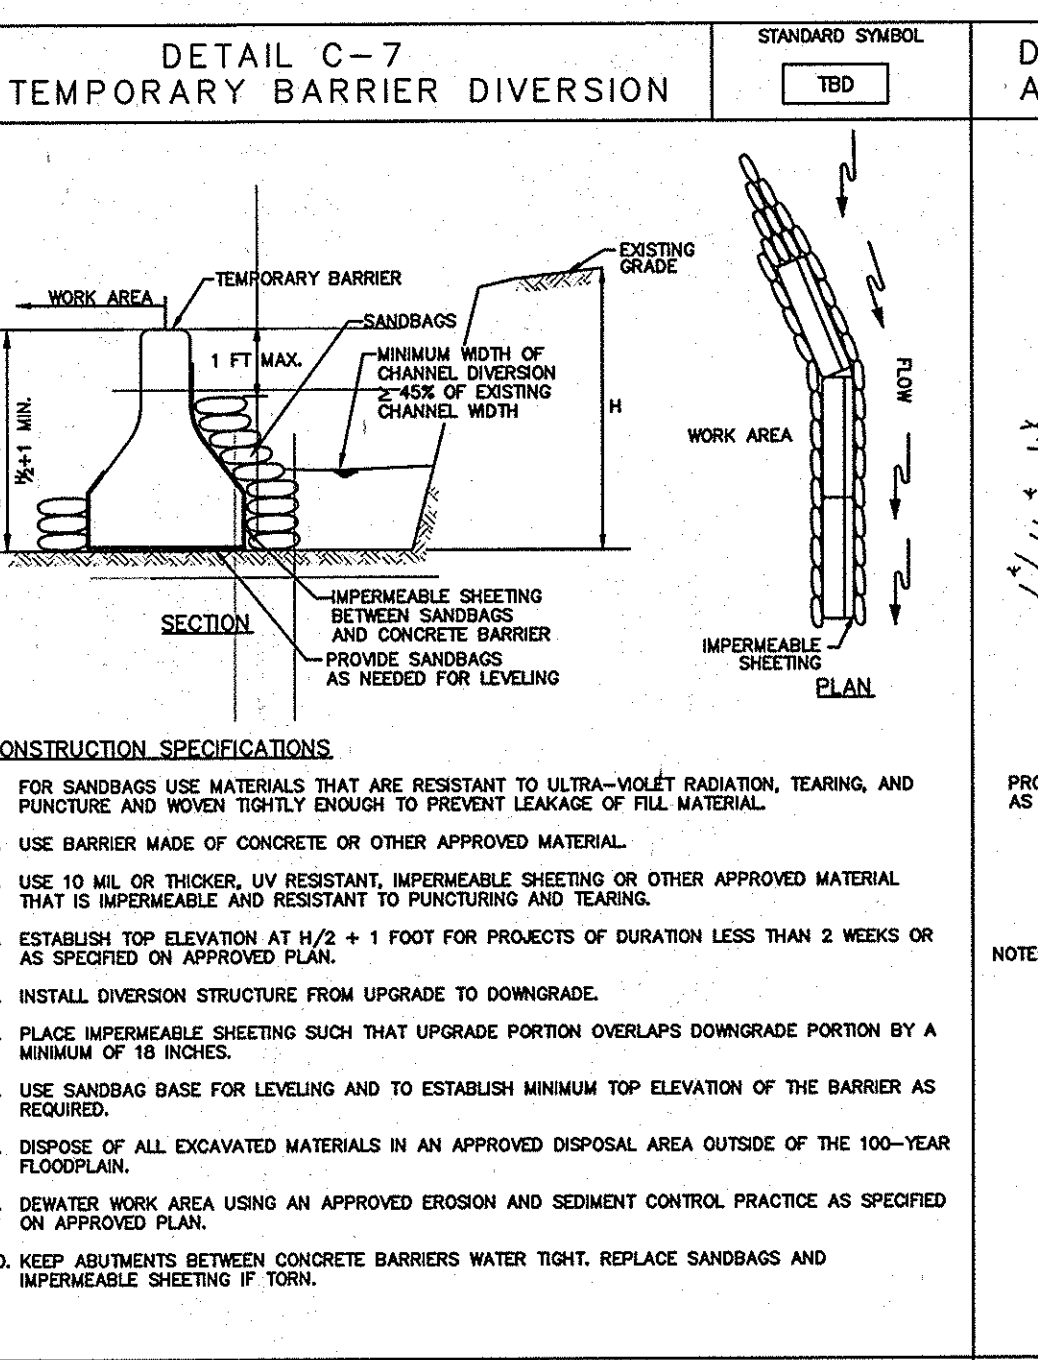 DETAIL C-7
TEMPORARY BARRIER DIVERSION
STANDARD SYMBOL
TBD
D
A
WORK AREA
TEMPORARY BARRIER
SANDBAGS
1 FT MAX.
MINIMUM WIDTH OF
CHANNEL DIVERSION
≥ 45% OF EXISTING
CHANNEL WIDTH
EXISTING
GRADE
H
H/2+1 MIN.
IMPERMEABLE SHEETING
BETWEEN SANDBAGS
AND CONCRETE BARRIER
PROVIDE SANDBAGS
AS NEEDED FOR LEVELING
SECTION
FLOW
WORK AREA
IMPERMEABLE
SHEETING
PLAN
ONSTRUCTION SPECIFICATIONS
FOR SANDBAGS USE MATERIALS THAT ARE RESISTANT TO ULTRA-VIOLET RADIATION, TEARING, AND
PUNCTURE AND WOVEN TIGHTLY ENOUGH TO PREVENT LEAKAGE OF FILL MATERIAL.
. USE BARRIER MADE OF CONCRETE OR OTHER APPROVED MATERIAL.
. USE 10 MIL OR THICKER, UV RESISTANT, IMPERMEABLE SHEETING OR OTHER APPROVED MATERIAL
THAT IS IMPERMEABLE AND RESISTANT TO PUNCTURING AND TEARING.
. ESTABLISH TOP ELEVATION AT H/2 + 1 FOOT FOR PROJECTS OF DURATION LESS THAN 2 WEEKS OR
AS SPECIFIED ON APPROVED PLAN.
. INSTALL DIVERSION STRUCTURE FROM UPGRADE TO DOWNGRADE.
. PLACE IMPERMEABLE SHEETING SUCH THAT UPGRADE PORTION OVERLAPS DOWNGRADE PORTION BY A
MINIMUM OF 18 INCHES.
. USE SANDBAG BASE FOR LEVELING AND TO ESTABLISH MINIMUM TOP ELEVATION OF THE BARRIER AS
REQUIRED.
. DISPOSE OF ALL EXCAVATED MATERIALS IN AN APPROVED DISPOSAL AREA OUTSIDE OF THE 100-YEAR
FLOODPLAIN.
. DEWATER WORK AREA USING AN APPROVED EROSION AND SEDIMENT CONTROL PRACTICE AS SPECIFIED
ON APPROVED PLAN.
0. KEEP ABUTMENTS BETWEEN CONCRETE BARRIERS WATER TIGHT. REPLACE SANDBAGS AND
IMPERMEABLE SHEETING IF TORN.
PRO
AS
NOTE